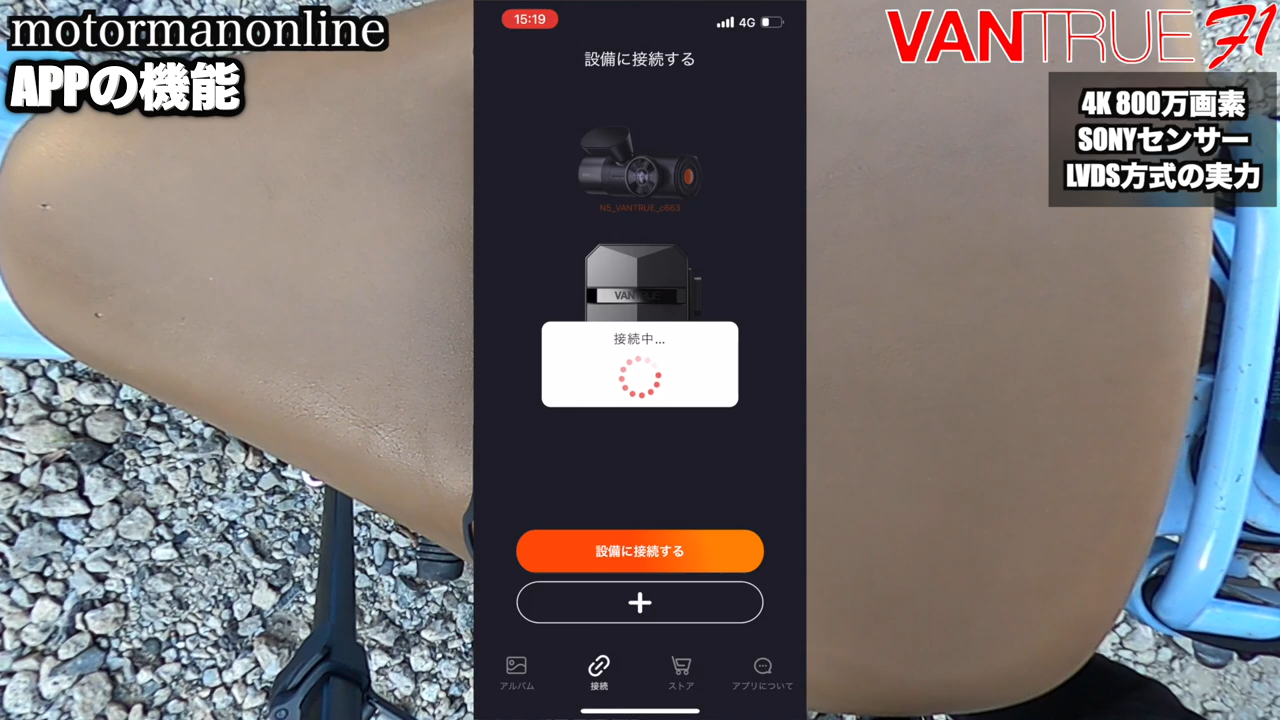 motormanonline
APPの機能
15:19
4G
設備に接続する
N5_VANTRUE_c663
VANTRUE
接続中...
設備に接続する
アルバム
接続
ストア
アプリについて
VANTRUE F1
4K 800万画素
SONYセンサー
LVDS方式の実力